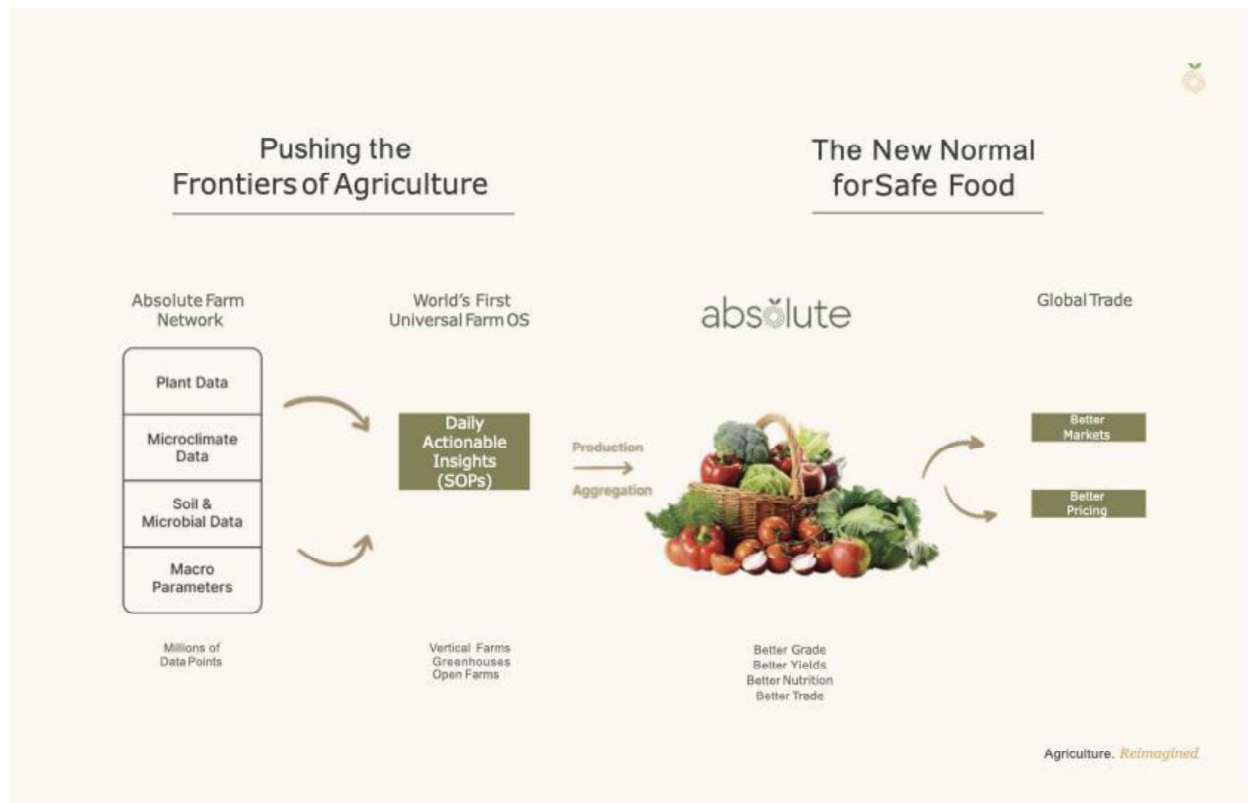 Pushing the
Frontiers of Agriculture
The New Normal
forSafe Food
Absolute Farm
Network
Plant Data
Microclimate
Data
Soil &
Microbial Data
Macro
Parameters
Millions of
Data Points
World's First
Universal Farm OS
Daily
Actionable
Insights
(SOPs)
Vertical Farms
Greenhouses
Open Farms
Production
Aggregation
absolute
Better Grade
Better Yields
Better Nutrition
Better Trade
Global Trade
Better
Markets
Better
Pricing
Agriculture. Reimagined